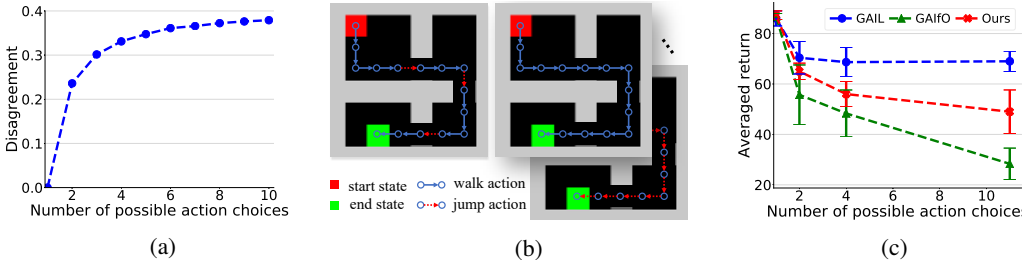 (a)
Disagreement
0.4
0.3
0.2
0.1
0.0
2 4 6 8 10
Number of possible action choices
(b)
start state
walk action
end state
jump action
(c)
GAIL GAIfO Ours
Averaged return
80
60
40
20
2 4 6 8 10
Number of possible action choices
(a)
(b)
(c)